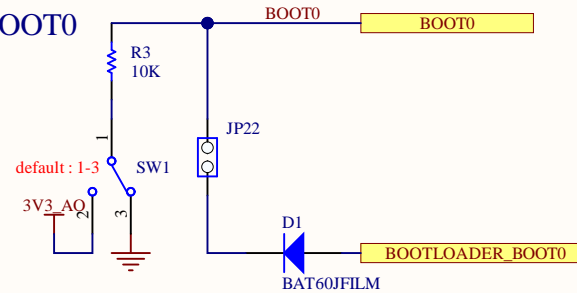 OOT0
BOOT0
BOOT0
R3
10K
JP22
1
default : 1-3
SW1
3V3_AO
2
3
D1
BOOTLOADER_BOOT0
BAT60JFILM